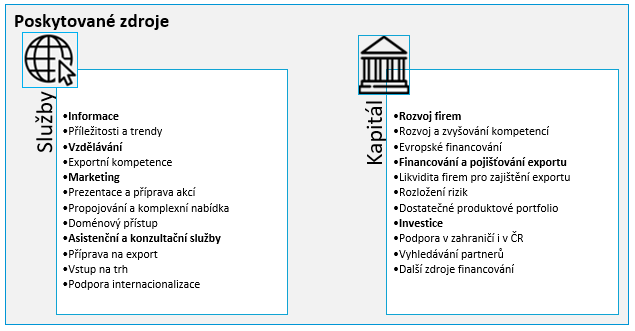 Poskytované zdroje
Služby
•Informace
•Příležitosti a trendy
•Vzdělávání
•Exportní kompetence
•Marketing
•Prezentace a příprava akcí
•Propojování a komplexní nabídka
•Doménový přístup
•Asistenční a konzultační služby
•Příprava na export
•Vstup na trh
•Podpora internacionalizace
Kapitál
•Rozvoj firem
•Rozvoj a zvyšování kompetencí
•Evropské financování
•Financování a pojišťování exportu
•Likvidita firem pro zajištění exportu
•Rozložení rizik
•Dostatečné produktové portfolio
•Investice
•Podpora v zahraničí i v ČR
•Vyhledávání partnerů
•Další zdroje financování